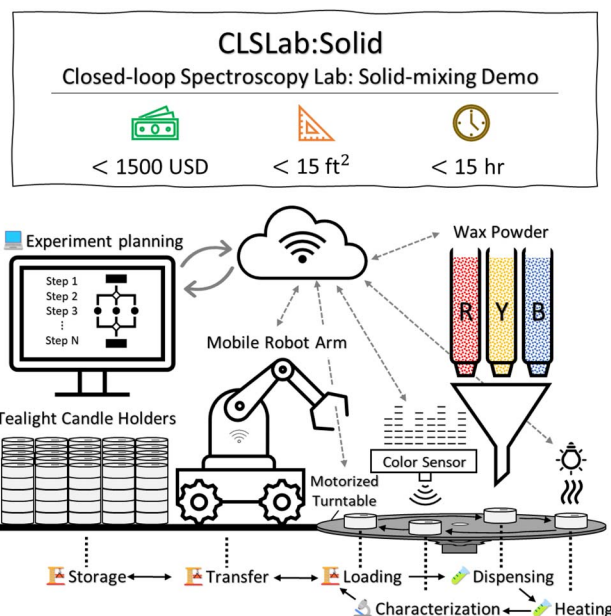 CLSLab:Solid
Closed-loop Spectroscopy Lab: Solid-mixing Demo
< 1500 USD
< 15 ft²
< 15 hr
Experiment planning
Wax Powder
Step 1
Step 2
Step 3
⋮
Step N
R Y B
Mobile Robot Arm
Tealight Candle Holders
Color Sensor
Motorized
Turntable
Storage
Transfer
Loading
Dispensing
Characterization
Heating